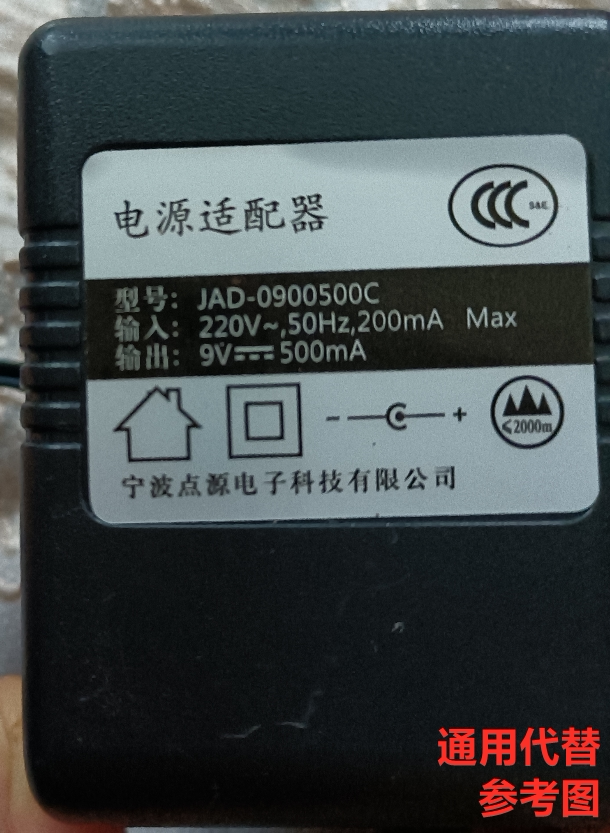 电源适配器
S&E
型号: JAD-0900500C
输入: 220V~,50Hz,200mA Max
输出: 9V⎓500mA
- +
≤2000m
宁波点源电子科技有限公司
通用代替
参考图